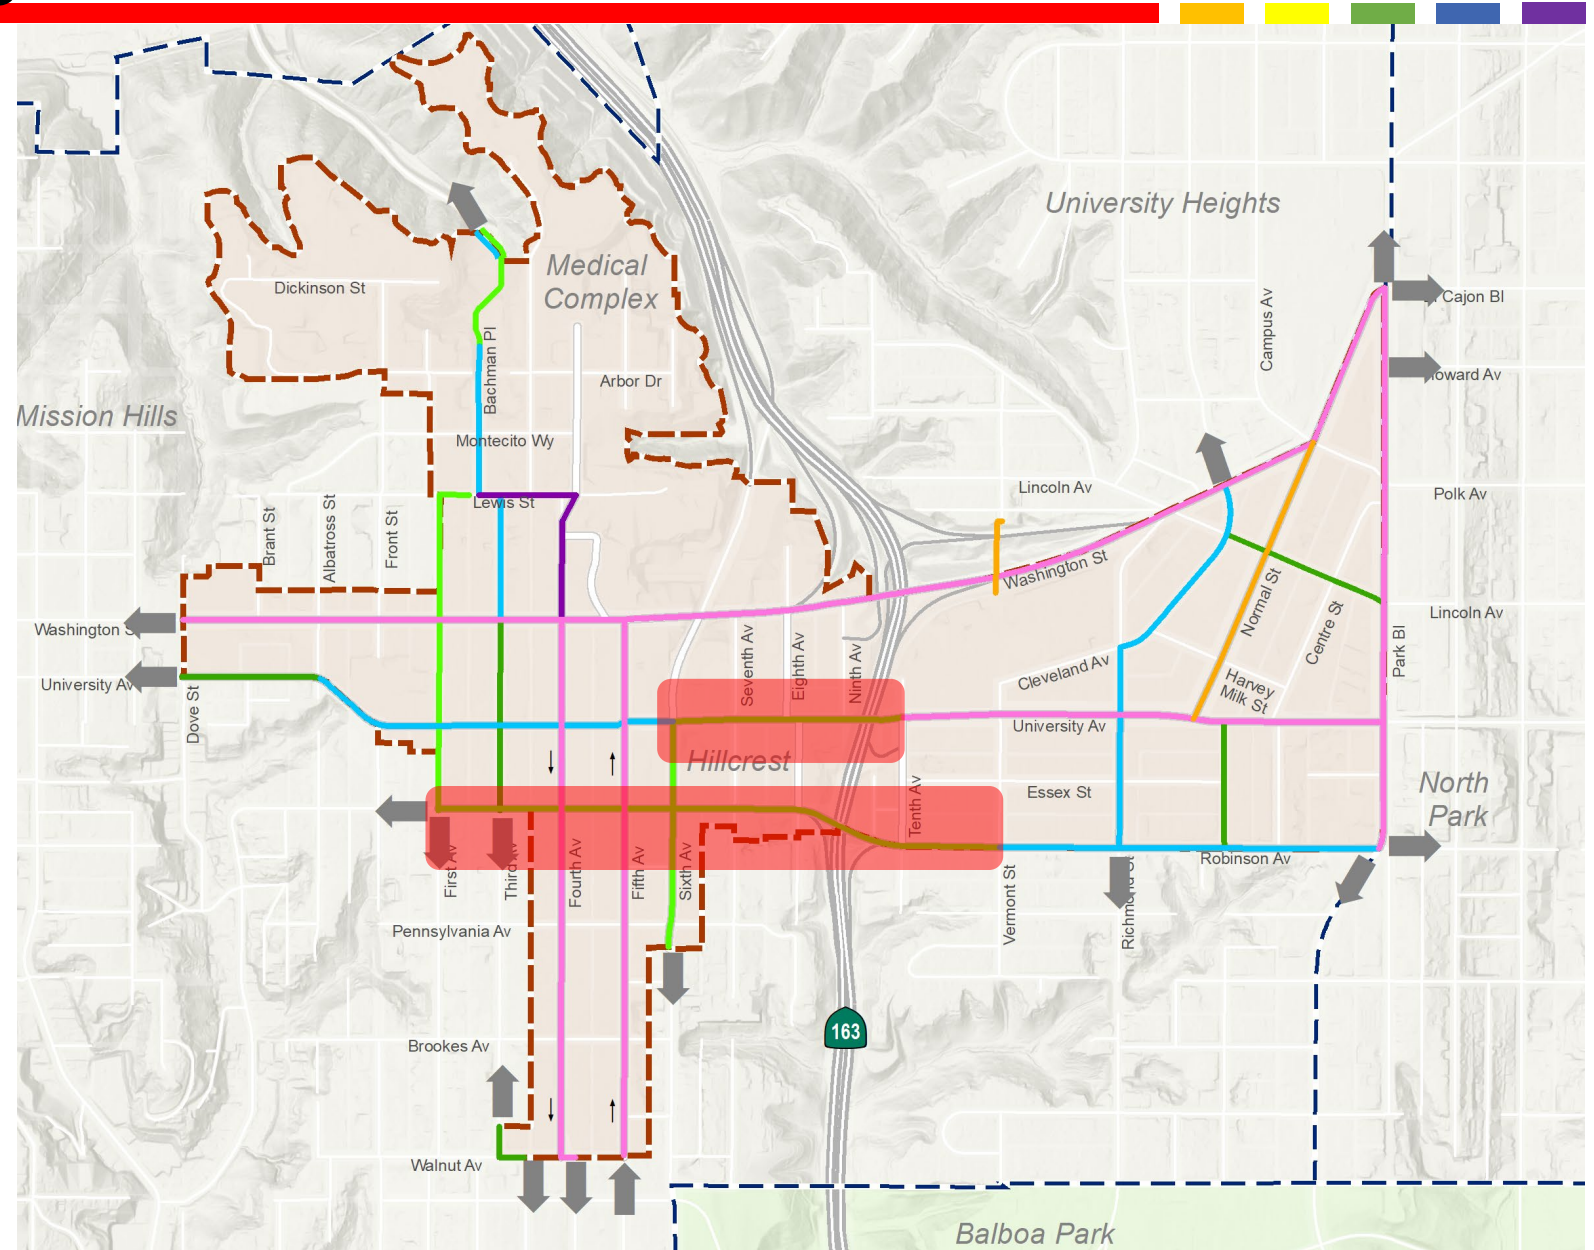 University Heights
Medical
Complex
Dickinson St
Cajon Bl
Campus Av
Bachman Pl
Arbor Dr
oward Av
Mission Hills
Montecito Wy
Lincoln Av
Polk Av
Lewis St
Brant St
Albatross St
Front St
Washington St
Normal St
Centre St
Lincoln Av
Washington S
Seventh Av
Eighth Av
Ninth Av
Park Bl
Cleveland Av
Harvey
Milk St
University Av
Dove St
University Av
Hillcrest
North
Park
Essex St
Tenth Av
First Av
Third Av
Fourth Av
Fifth Av
Sixth Av
Robinson Av
Vermont St
Richmond St
Pennsylvania Av
163
Brookes Av
Walnut Av
Balboa Park